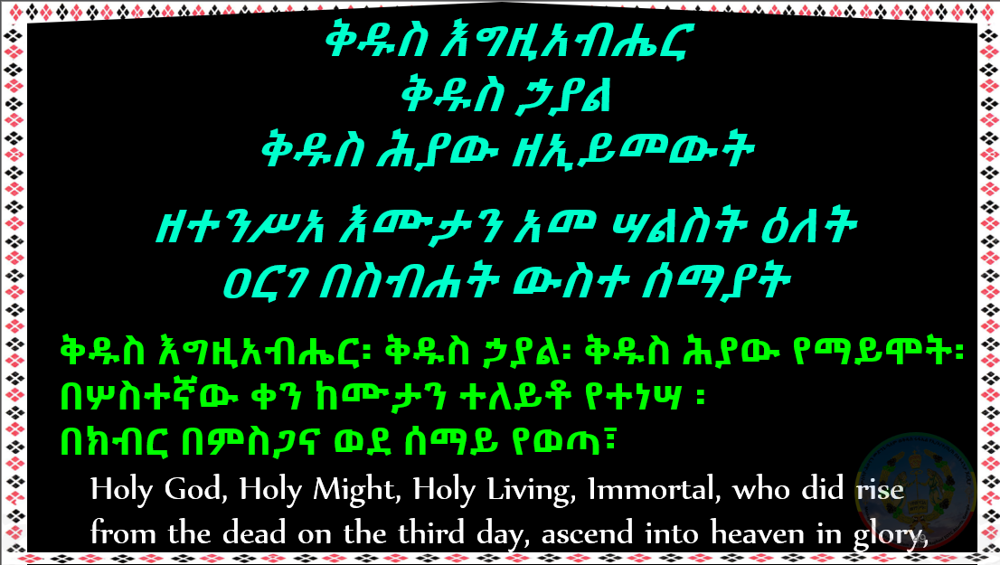 ቅዱስ እግዚአብሔር
ቅዱስ ኃያል
ቅዱስ ሕያው ዘኢይመውት
ዘተንሥአ እሙታን አመ ሣልስት ዕለት
ዐርገ በስብሐት ውስተ ሰማያት
ቅዱስ እግዚአብሔር፡ ቅዱስ ኃያል፡ ቅዱስ ሕያው የማይሞት፡
በሦስተኛው ቀን ከሙታን ተለይቶ የተነሣ ፡
በክብር በምስጋና ወደ ሰማይ የወጣ፣
Holy God, Holy Might, Holy Living, Immortal, who did rise
from the dead on the third day, ascend into heaven in glory,